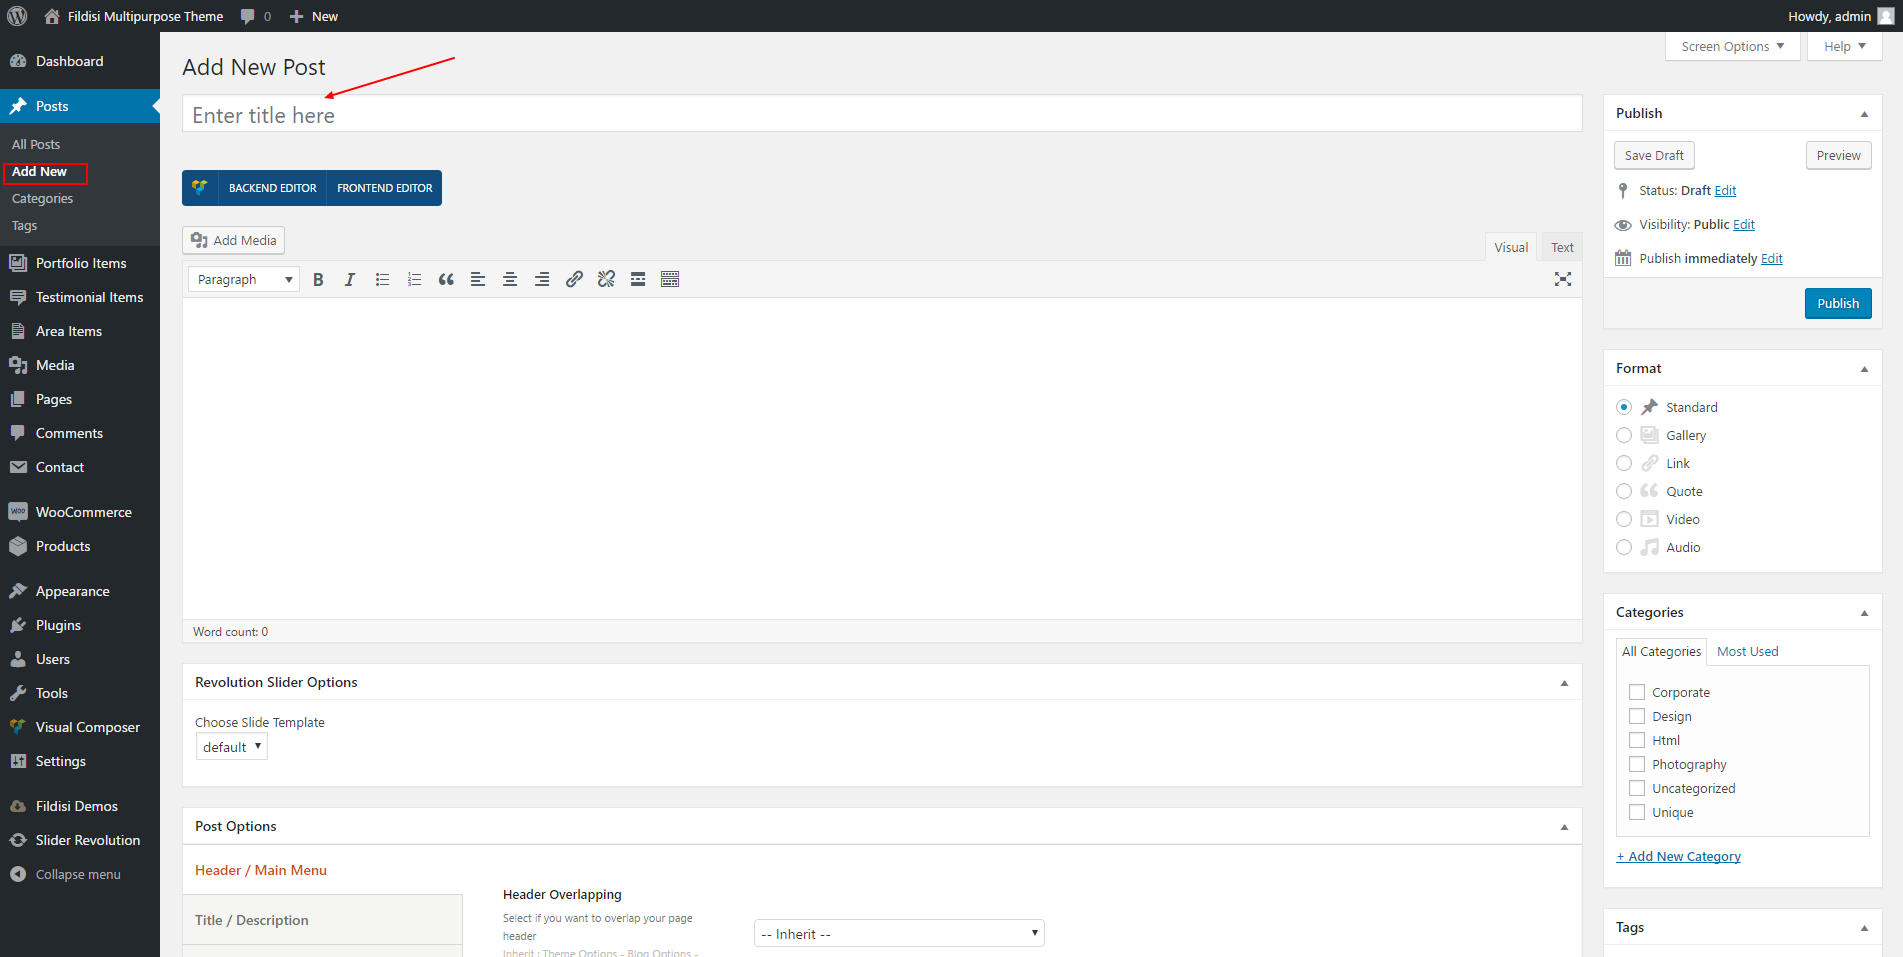 Fildisi Multipurpose Theme
0
New
Howdy, admin
Dashboard
Posts
All Posts
Add New
Categories
Tags
Portfolio Items
Testimonial Items
Area Items
Media
Pages
Comments
Contact
WOO
WooCommerce
Products
Appearance
Plugins
Users
Tools
Visual Composer
Settings
Fildisi Demos
Slider Revolution
Collapse menu
Screen Options
Help
Add New Post
Enter title here
BACKEND EDITOR
FRONTEND EDITOR
Add Media
Visual
Text
Paragraph
B
I
Word count: 0
Revolution Slider Options
Choose Slide Template
default
Post Options
Header / Main Menu
Title / Description
Header Overlapping
Select if you want to overlap your page
header
Inherit : Theme Options - Blog Options -
-- Inherit --
Publish
Save Draft
Preview
Status: Draft Edit
Visibility: Public Edit
Publish immediately Edit
Publish
Format
Standard
Gallery
Link
Quote
Video
Audio
Categories
All Categories
Most Used
Corporate
Design
Html
Photography
Uncategorized
Unique
+ Add New Category
Tags